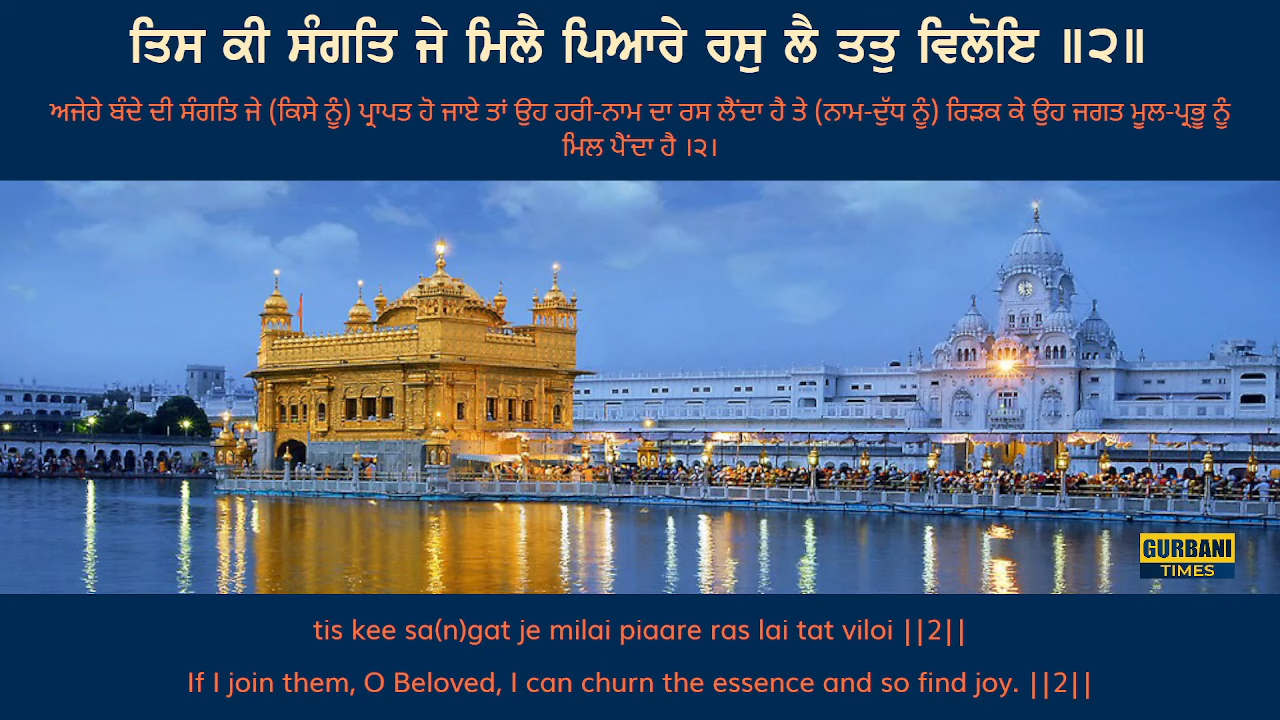 ਤਿਸ ਕੀ ਸੰਗਤਿ ਜੇ ਮਿਲੈ ਪਿਆਰੇ ਰਸੁ ਲੈ ਤਤੁ ਵਿਲੋਇ ॥੨॥
ਅਜੇਹੇ ਬੰਦੇ ਦੀ ਸੰਗਤਿ ਜੇ (ਕਿਸੇ ਨੂੰ) ਪ੍ਰਾਪਤ ਹੋ ਜਾਏ ਤਾਂ ਉਹ ਹਰੀ-ਨਾਮ ਦਾ ਰਸ ਲੈਂਦਾ ਹੈ ਤੇ (ਨਾਮ-ਦੁੱਧ ਨੂੰ) ਰਿੜਕ ਕੇ ਉਹ ਜਗਤ ਮੂਲ-ਪ੍ਰਭੂ ਨੂੰ
ਮਿਲ ਪੈਂਦਾ ਹੈ ।੨।
GURBANI
TIMES
tis kee sa(n)gat je milai piaare ras lai tat viloi ||2||
If I join them, O Beloved, I can churn the essence and so find joy. ||2||